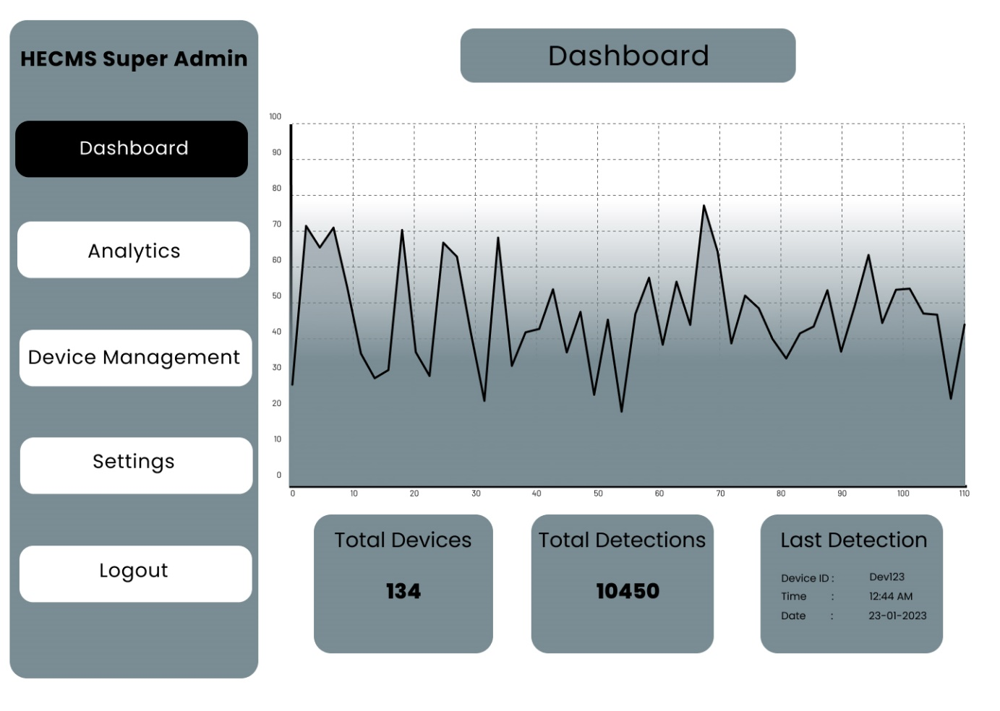 HECMS Super Admin
Dashboard
Analytics
Device Management
Settings
Logout
Dashboard
100
90
80
70
60
50
40
30
20
10
0
0 10 20 30 40 50 60 70 80 90 100 110
Total Devices
134
Total Detections
10450
Last Detection
Device ID : Dev123
Time : 12:44 AM
Date : 23-01-2023